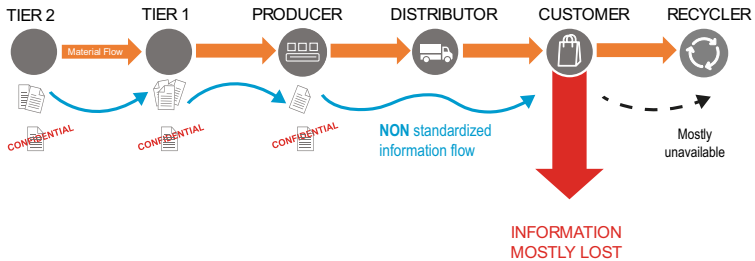 TIER 2
TIER 1
PRODUCER
DISTRIBUTOR
CUSTOMER
RECYCLER
Material Flow
CONFIDENTIAL
CONFIDENTIAL
CONFIDENTIAL
NON standardized
information flow
Mostly
unavailable
INFORMATION
MOSTLY LOST